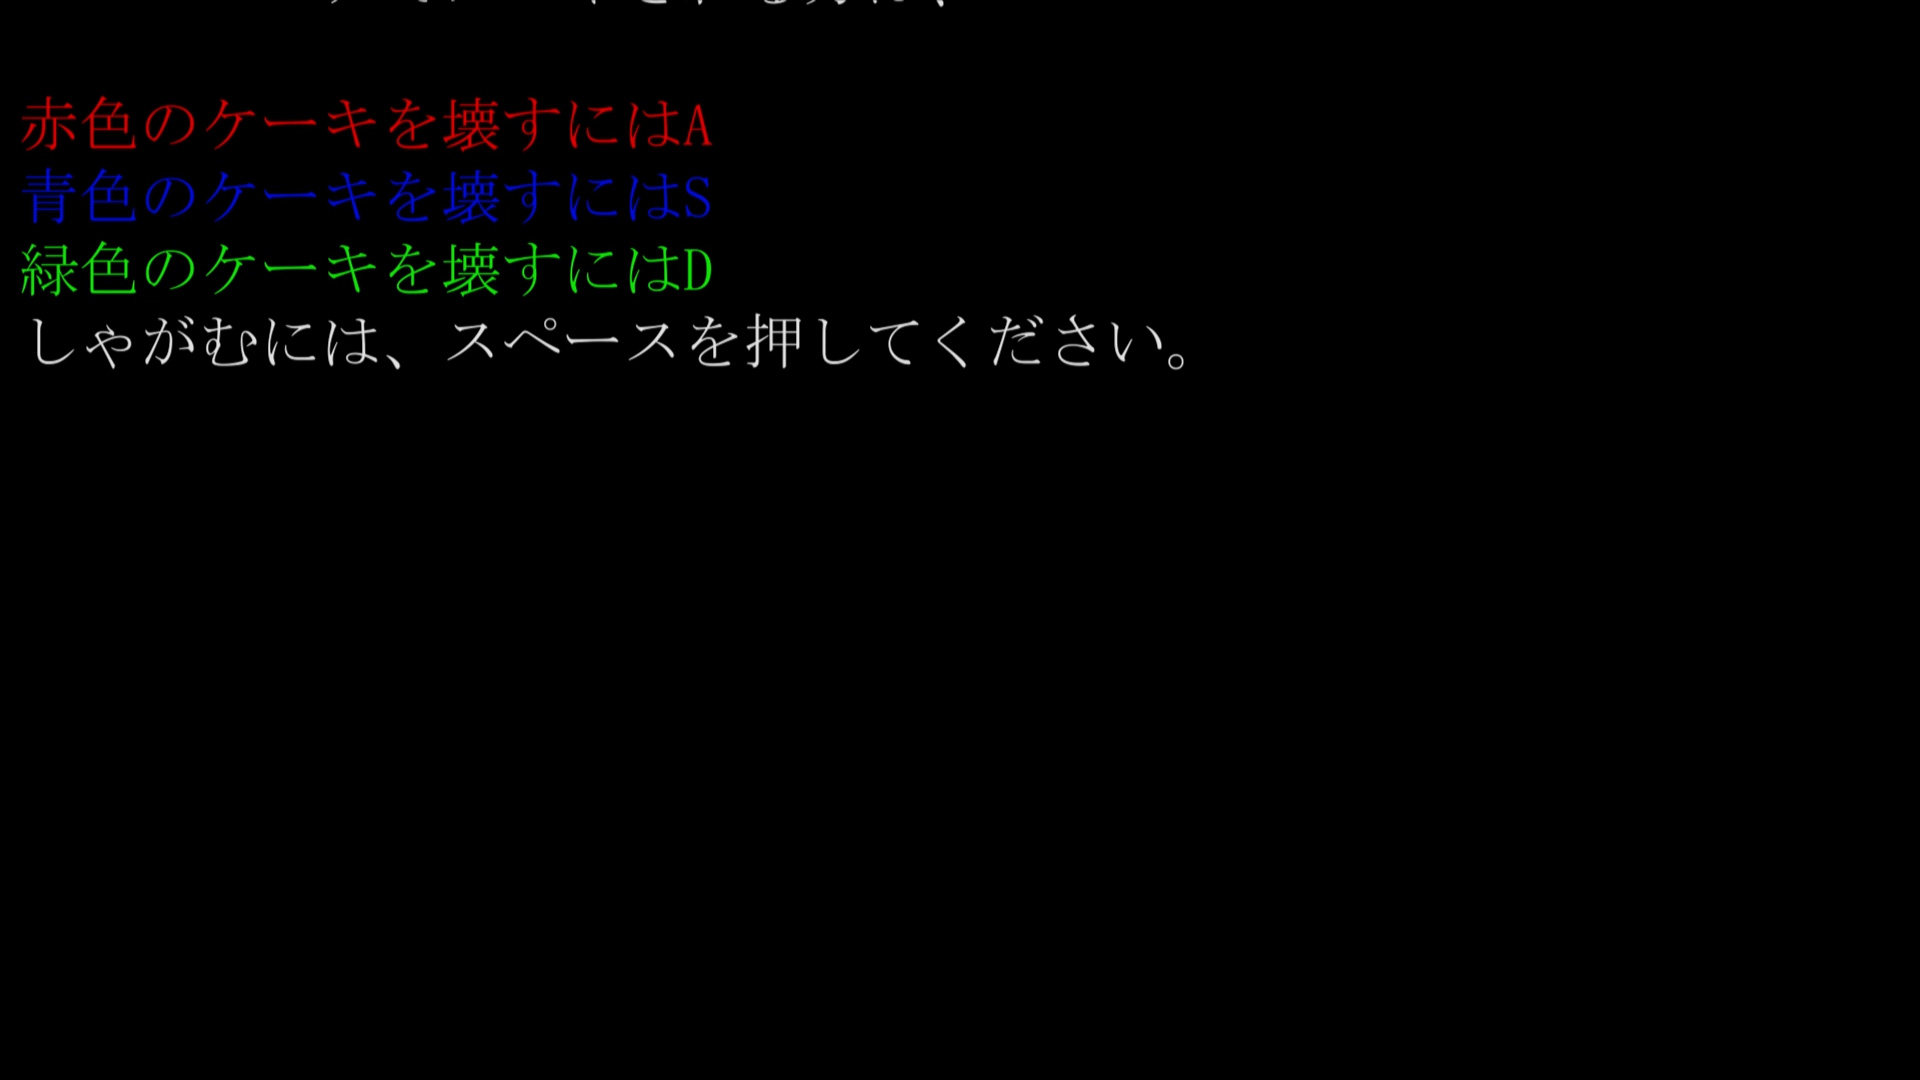 赤色のケーキを壊すにはA
青色のケーキを壊すにはS
緑色のケーキを壊すにはD
しゃがむには、スペースを押してください。